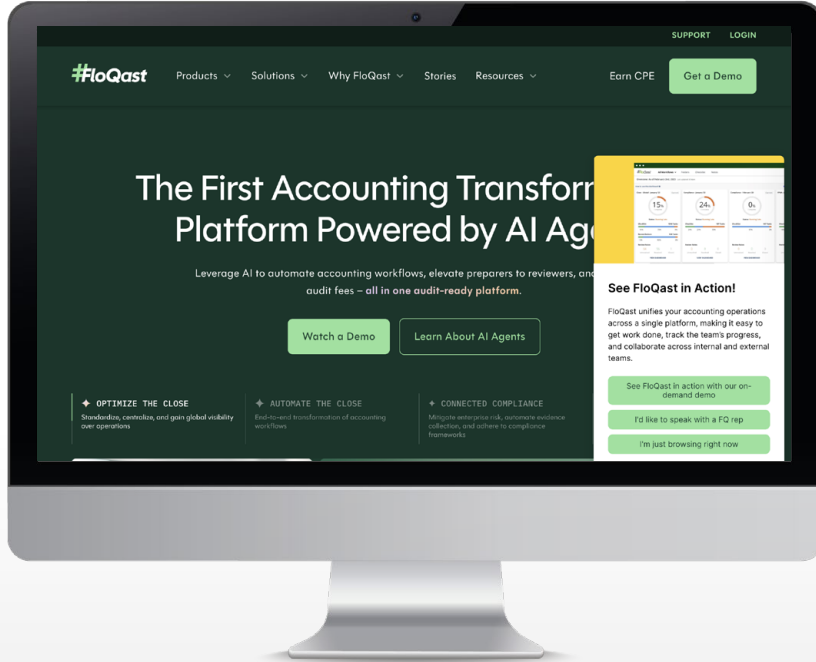 SUPPORT LOGIN
#FloQast Products Solutions Why FloQast Stories Resources Earn CPE Get a Demo
The First Accounting Transfor
Platform Powered by AI Age
Leverage AI to automate accounting workflows, elevate preparers to reviewers, an
audit fees – all in one audit-ready platform.
Watch a Demo Learn About AI Agents
OPTIMIZE THE CLOSE
Standardize, centralize, and gain global visibility
over operations
AUTOMATE THE CLOSE
End-to-end transformation of accounting
workflows
CONNECTED COMPLIANCE
Mitigate enterprise risk, automate evidence
collection, and adhere to compliance
frameworks
15%
24%
0%
See FloQast in Action!
FloQast unifies your accounting operations
across a single platform, making it easy to
get work done, track the team's progress,
and collaborate across internal and external
teams.
See FloQast in action with our on-
demand demo
I'd like to speak with a FQ rep
I'm just browsing right now